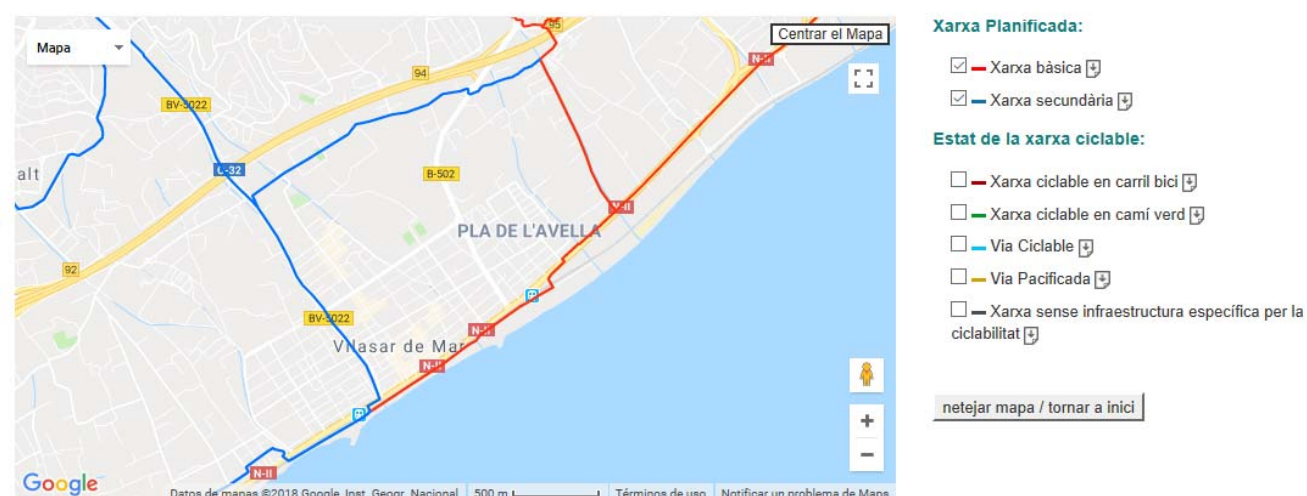 Mapa
Centrar el Mapa
95
N-II
94
BV-5022
alt
C-32
B-502
N-II
PLA DE L'AVELLA
92
BV-5022
N-II
Vilasar de Mar
N-II
N-II
Google
Datos de mapas ©2018 Google, Inst. Geogr. Nacional
500 m
Términos de uso
Notificar un problema de Maps
Xarxa Planificada:
Xarxa bàsica
Xarxa secundària
Estat de la xarxa ciclable:
Xarxa ciclable en carril bici
Xarxa ciclable en camí verd
Via Ciclable
Via Pacificada
Xarxa sense infraestructura específica per la
ciclabilitat
netejar mapa / tornar a inici